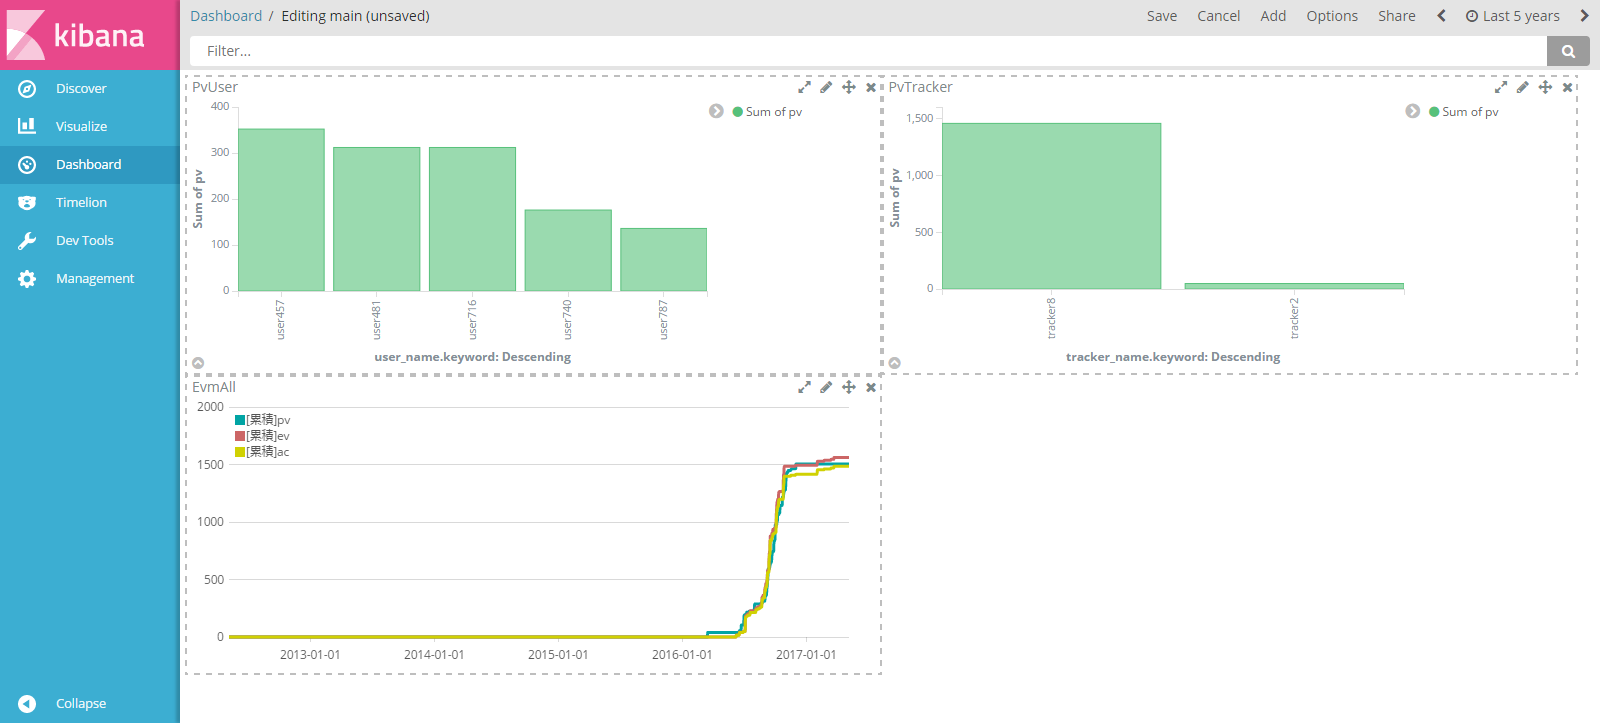 kibana
Discover
Visualize
Dashboard
Timelion
Dev Tools
Management
Collapse
Dashboard / Editing main (unsaved)
Save Cancel Add Options Share Last 5 years
Filter...
PvUser
Sum of pv
400
300
200
100
0
Sum of pv
user457
user481
user716
user740
user787
user_name.keyword: Descending
PvTracker
Sum of pv
1,500
1,000
500
0
Sum of pv
tracker8
tracker2
tracker_name.keyword: Descending
EvmAll
2000
1500
1000
500
0
[累積]pv
[累積]ev
[累積]ac
2013-01-01
2014-01-01
2015-01-01
2016-01-01
2017-01-01